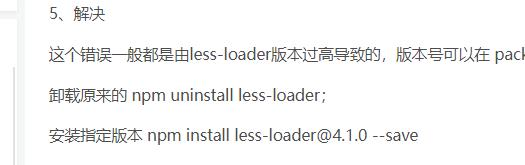 5、解决
这个错误一般都是由less-loader版本过高导致的，版本号可以在 pack
卸载原来的 npm uninstall less-loader；
安装指定版本 npm install less-loader@4.1.0 --save